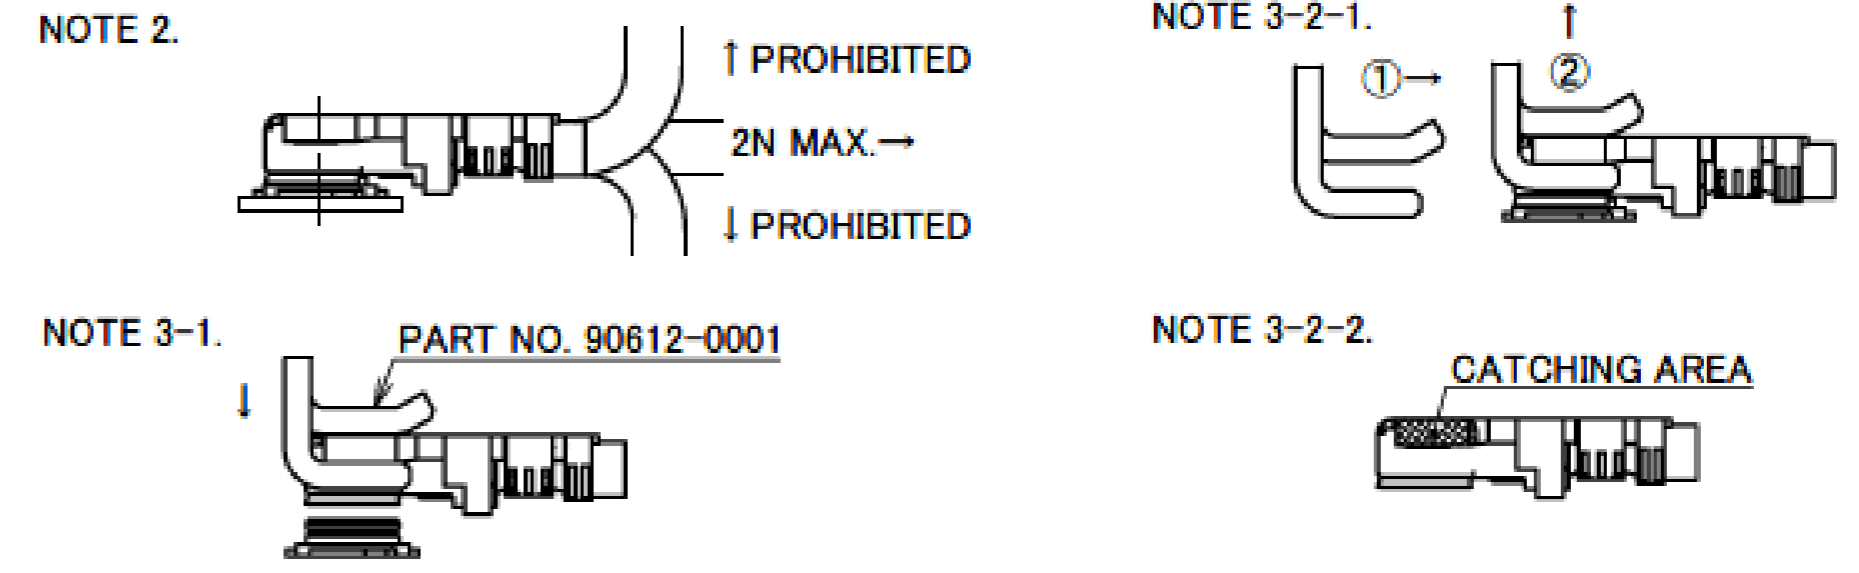 NOTE 2.
↑ PROHIBITED
2N MAX.→
↓ PROHIBITED
NOTE 3-1.
↓
PART NO. 90612-0001
NOTE 3-2-1.
①→
↑
②
NOTE 3-2-2.
CATCHING AREA